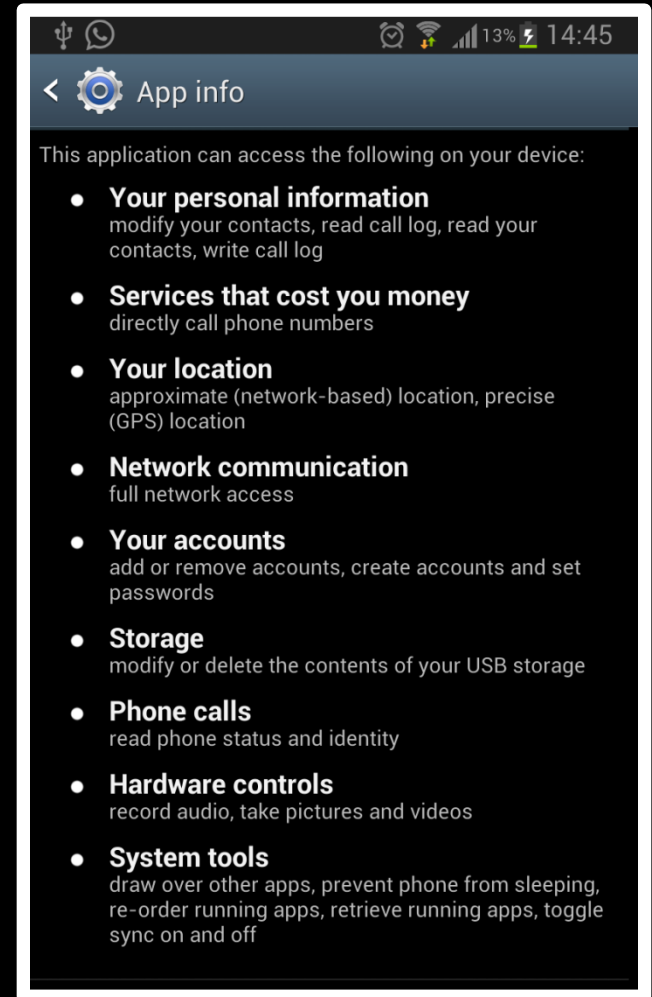 13% 14:45
App info
This application can access the following on your device:
Your personal information
modify your contacts, read call log, read your
contacts, write call log
Services that cost you money
directly call phone numbers
Your location
approximate (network-based) location, precise
(GPS) location
Network communication
full network access
Your accounts
add or remove accounts, create accounts and set
passwords
Storage
modify or delete the contents of your USB storage
Phone calls
read phone status and identity
Hardware controls
record audio, take pictures and videos
System tools
draw over other apps, prevent phone from sleeping,
re-order running apps, retrieve running apps, toggle
sync on and off